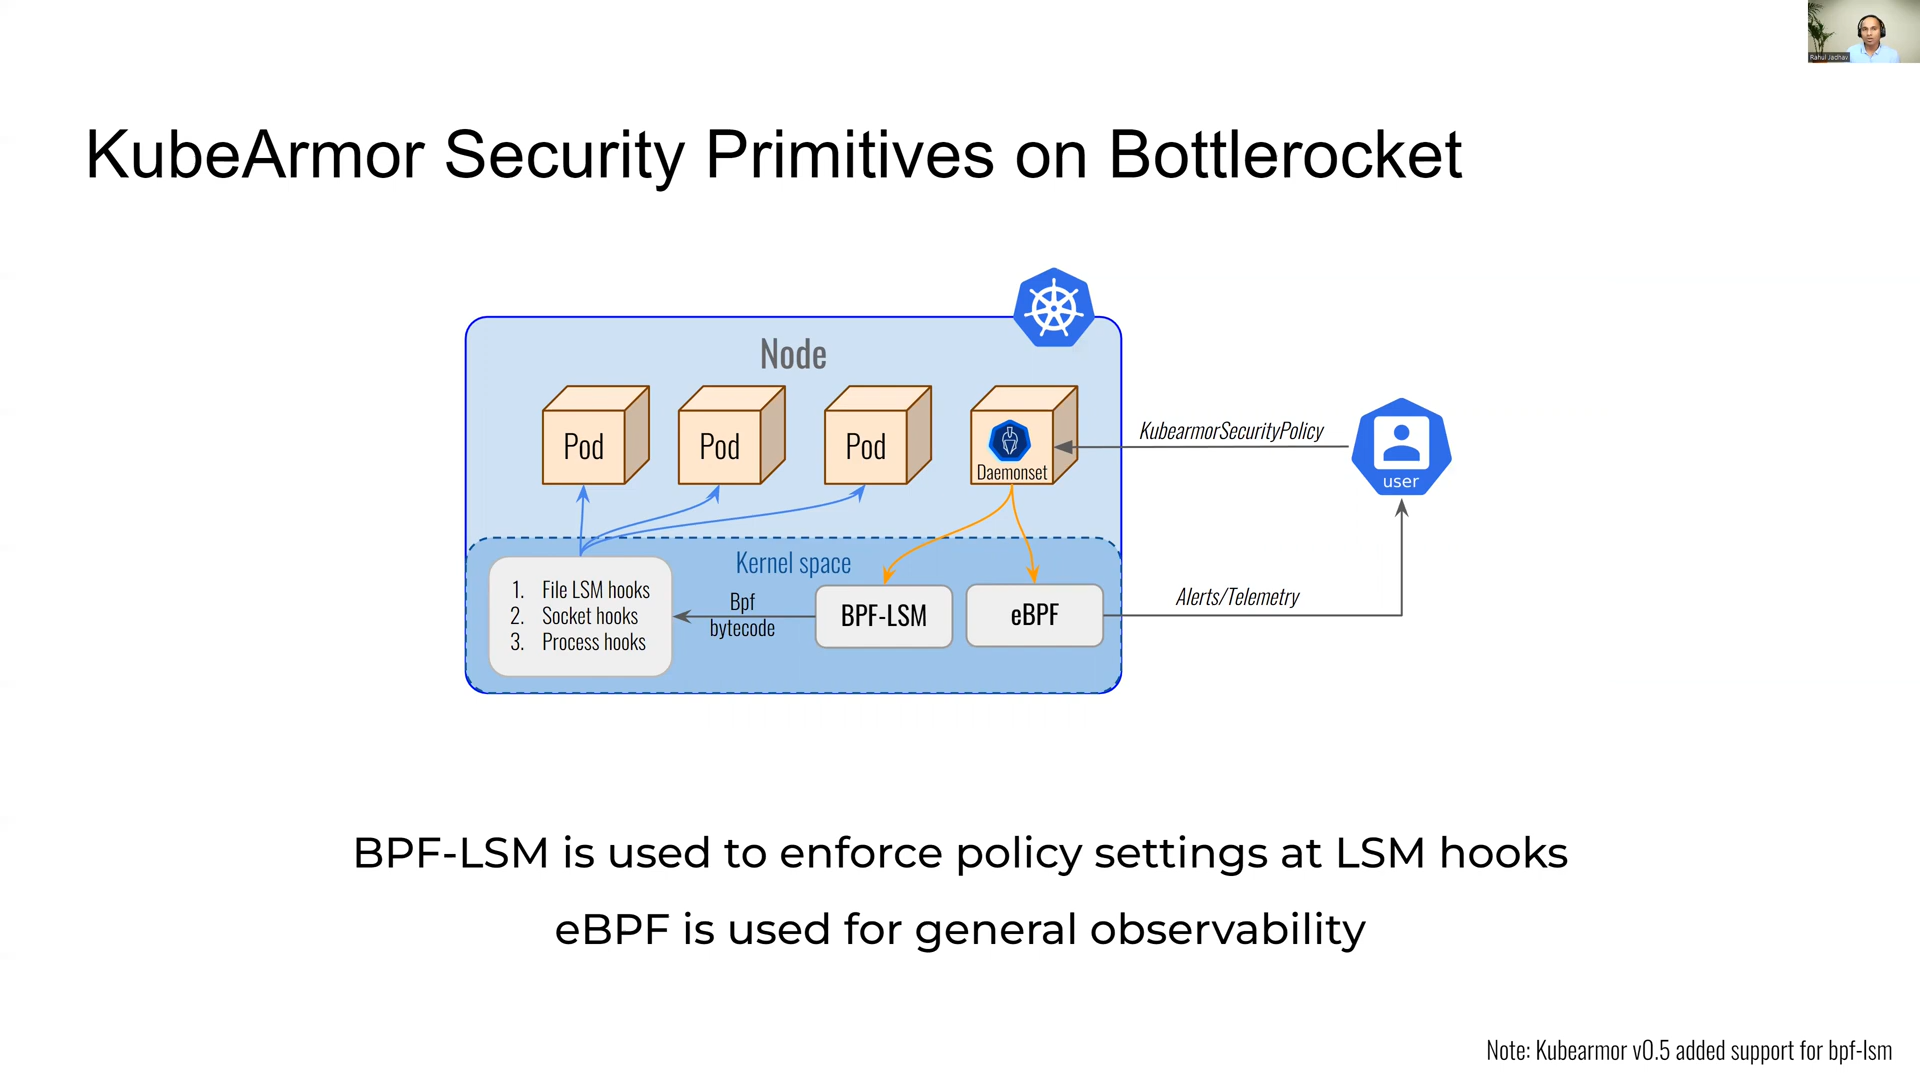 Rahul Jadhav
KubeArmor Security Primitives on Bottlerocket
Node
Pod
Pod
Pod
Daemonset
KubearmorSecurityPolicy
user
Kernel space
1. File LSM hooks
2. Socket hooks
3. Process hooks
Bpf
bytecode
BPF-LSM
eBPF
Alerts/Telemetry
BPF-LSM is used to enforce policy settings at LSM hooks
eBPF is used for general observability
Note: Kubearmor v0.5 added support for bpf-lsm